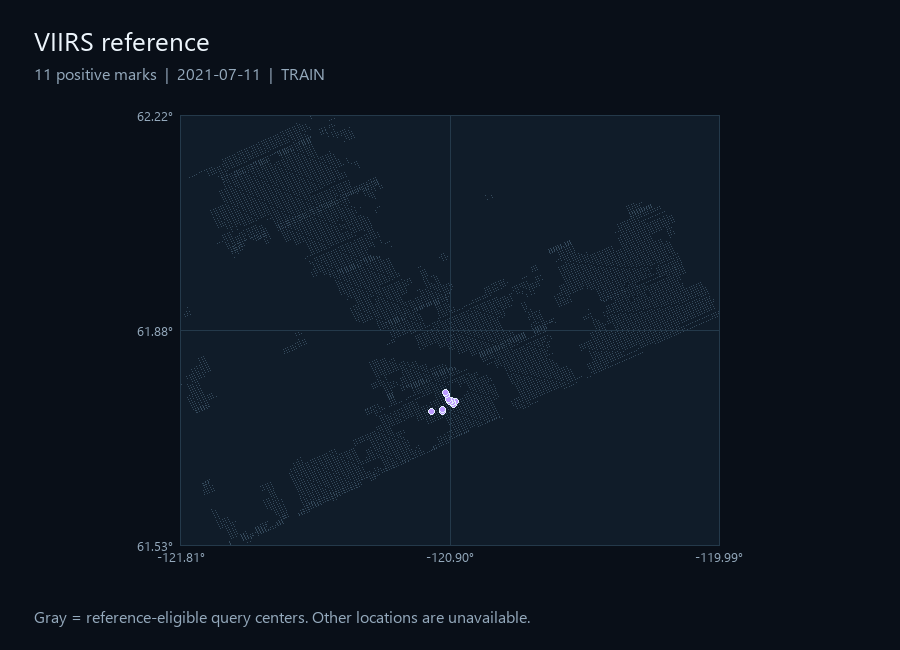 VIIRS reference
11 positive marks | 2021-07-11 | TRAIN
62.22°
61.88°
61.53°
-121.81° -120.90° -119.99°
Gray = reference-eligible query centers. Other locations are unavailable.